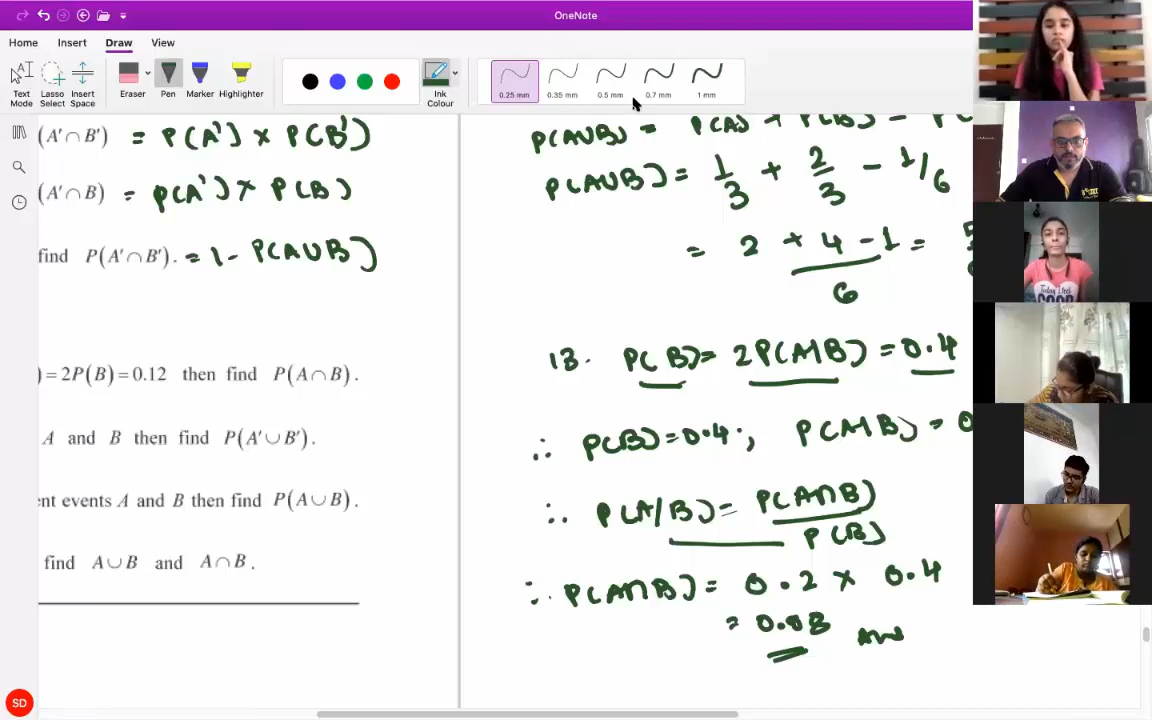 OneNote
Home Insert Draw View
Text Mode
Lasso Select
Insert Space
Eraser
Pen
Marker
Highlighter
Ink Colour
0.25 mm
0.35 mm
0.5 mm
0.7 mm
1 mm
(A'∩B') = P(A') x P(B')
(A'∩B) = P(A') x P(B)
find P(A'∩B'). = 1 - P(A∪B)
) = 2P(B) = 0.12 then find P(A∩B).
A and B then find P(A'∪B').
ent events A and B then find P(A∪B).
find A∪B and A∩B.
P(A∪B) = P(A) + P(B) - P(
P(A∪B) = 1/3 + 2/3 - 1/6
= 2 + 4 - 1 / 6 = 5
13. P(B) = 2P(A/B) = 0.4
∴ P(B) = 0.4; P(A/B) = 0
∴ P(A/B) = P(A∩B) / P(B)
∴ P(A∩B) = 0.2 x 0.4
= 0.08 Ans
SD